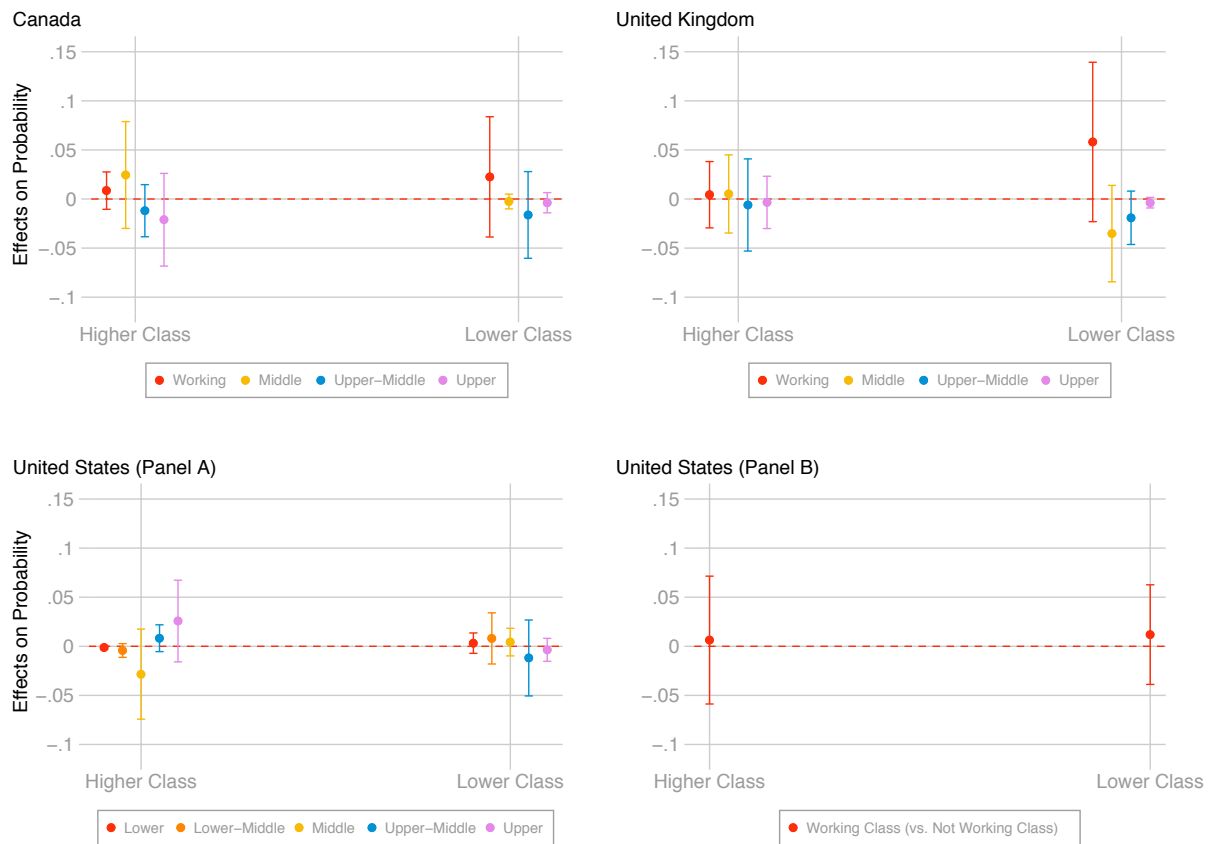 Canada
United Kingdom
.15
.1
.05
0
−.05
−.1
Effects on Probability
Higher Class
Lower Class
Working Middle Upper−Middle Upper
.15
.1
.05
0
−.05
−.1
Higher Class
Lower Class
Working Middle Upper−Middle Upper
United States (Panel A)
United States (Panel B)
.15
.1
.05
0
−.05
−.1
Effects on Probability
Higher Class
Lower Class
Lower Lower−Middle Middle Upper−Middle Upper
.15
.1
.05
0
−.05
−.1
Higher Class
Lower Class
Working Class (vs. Not Working Class)